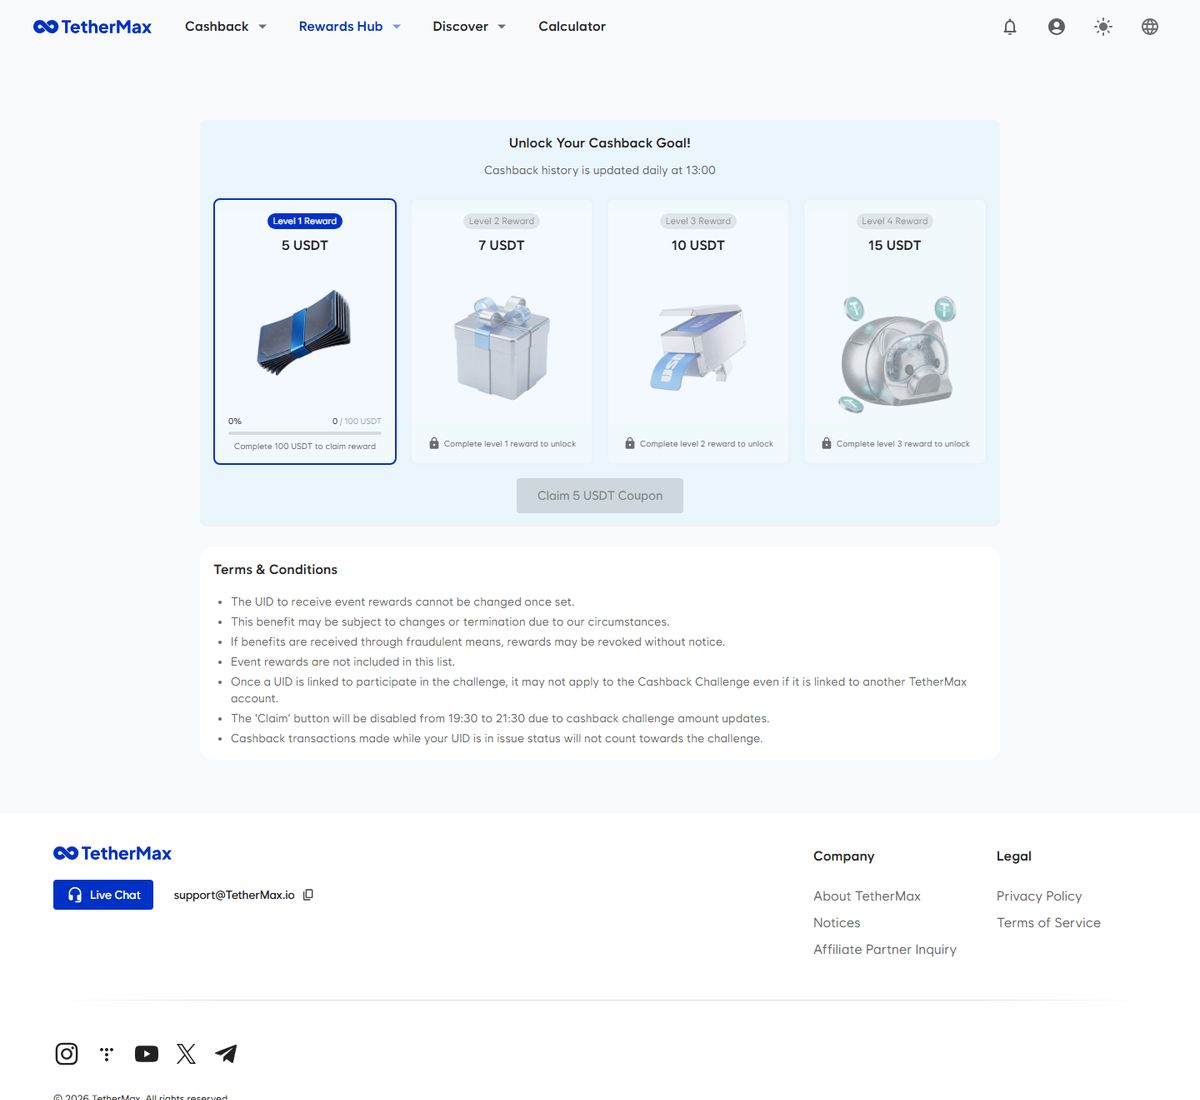 TetherMax
Cashback
Rewards Hub
Discover
Calculator
Unlock Your Cashback Goal!
Cashback history is updated daily at 13:00
Level 1 Reward
5 USDT
0%
0 / 100 USDT
Complete 100 USDT to claim reward
Level 2 Reward
7 USDT
Complete level 1 reward to unlock
Level 3 Reward
10 USDT
Complete level 2 reward to unlock
Level 4 Reward
15 USDT
Complete level 3 reward to unlock
Claim 5 USDT Coupon
Terms & Conditions
• The UID to receive event rewards cannot be changed once set.
• This benefit may be subject to changes or termination due to our circumstances.
• If benefits are received through fraudulent means, rewards may be revoked without notice.
• Event rewards are not included in this list.
• Once a UID is linked to participate in the challenge, it may not apply to the Cashback Challenge even if it is linked to another TetherMax
account.
• The 'Claim' button will be disabled from 19:30 to 21:30 due to cashback challenge amount updates.
• Cashback transactions made while your UID is in issue status will not count towards the challenge.
TetherMax
Live Chat
support@TetherMax.io
Company
About TetherMax
Notices
Affiliate Partner Inquiry
Legal
Privacy Policy
Terms of Service
© 2026 TetherMax. All rights reserved.